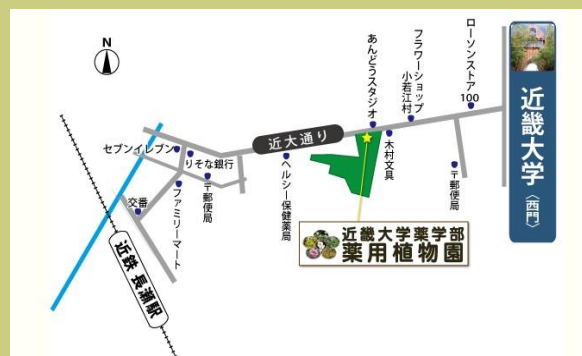 N
あんどうスタジオ
フラワーショップ
小若江村
ローソンストア
100
近畿大学
〈西門〉
近大通り
セブンイレブン
りそな銀行
〒郵便局
ヘルシー保健薬局
木村文具
〒郵便局
交番
ファミリーマート
近鉄 長瀬駅
近畿大学薬学部
薬用植物園